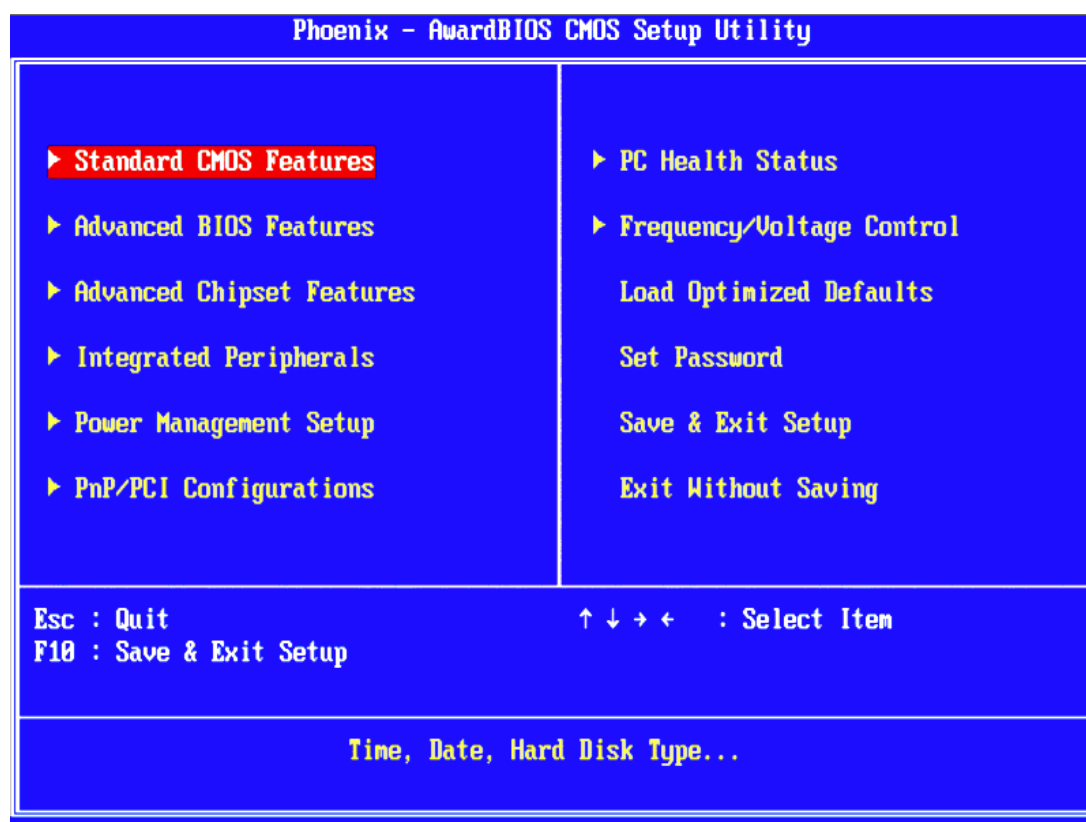 Phoenix - AwardBIOS CMOS Setup Utility
Standard CMOS Features
Advanced BIOS Features
Advanced Chipset Features
Integrated Peripherals
Power Management Setup
PnP/PCI Configurations
PC Health Status
Frequency/Voltage Control
Load Optimized Defaults
Set Password
Save & Exit Setup
Exit Without Saving
Esc : Quit
F10 : Save & Exit Setup
↑ ↓ → ← : Select Item
Time, Date, Hard Disk Type...